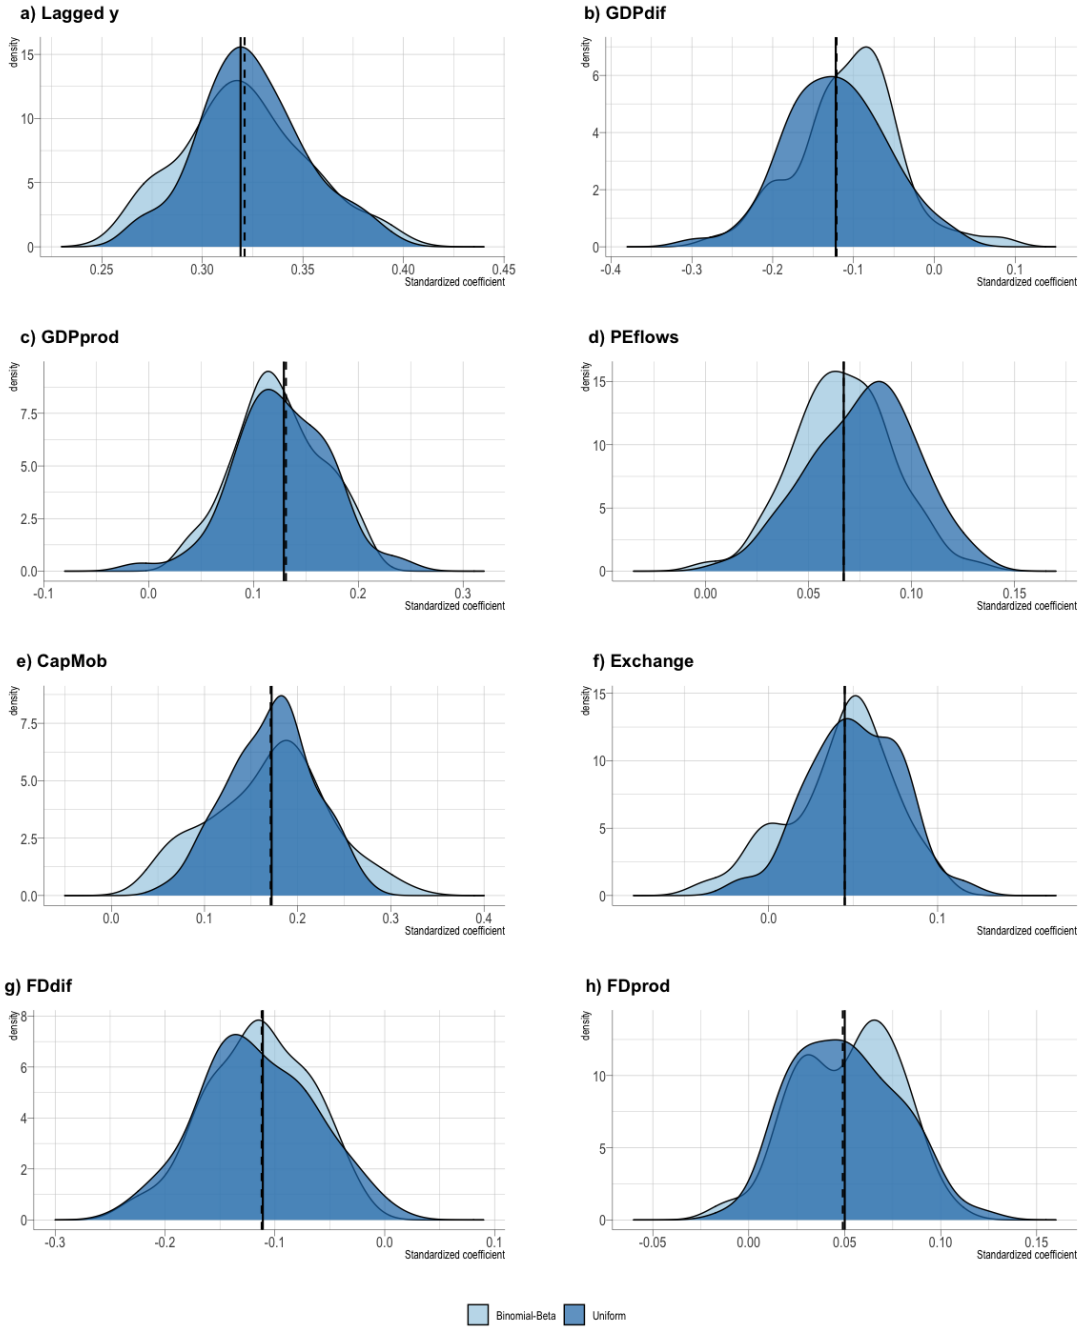 a) Lagged y
density
15
10
5
0
0.25 0.30 0.35 0.40 0.45
Standardized coefficient
b) GDPdif
density
6
4
2
0
-0.4 -0.3 -0.2 -0.1 0.0 0.1
Standardized coefficient
c) GDPprod
density
7.5
5.0
2.5
0.0
-0.1 0.0 0.1 0.2 0.3
Standardized coefficient
d) PEflows
density
15
10
5
0
0.00 0.05 0.10 0.15
Standardized coefficient
e) CapMob
density
7.5
5.0
2.5
0.0
0.0 0.1 0.2 0.3 0.4
Standardized coefficient
f) Exchange
density
15
10
5
0
0.0 0.1
Standardized coefficient
g) FDdif
density
8
6
4
2
0
-0.3 -0.2 -0.1 0.0 0.1
Standardized coefficient
h) FDprod
density
10
5
0
-0.05 0.00 0.05 0.10 0.15
Standardized coefficient
Binomial-Beta Uniform